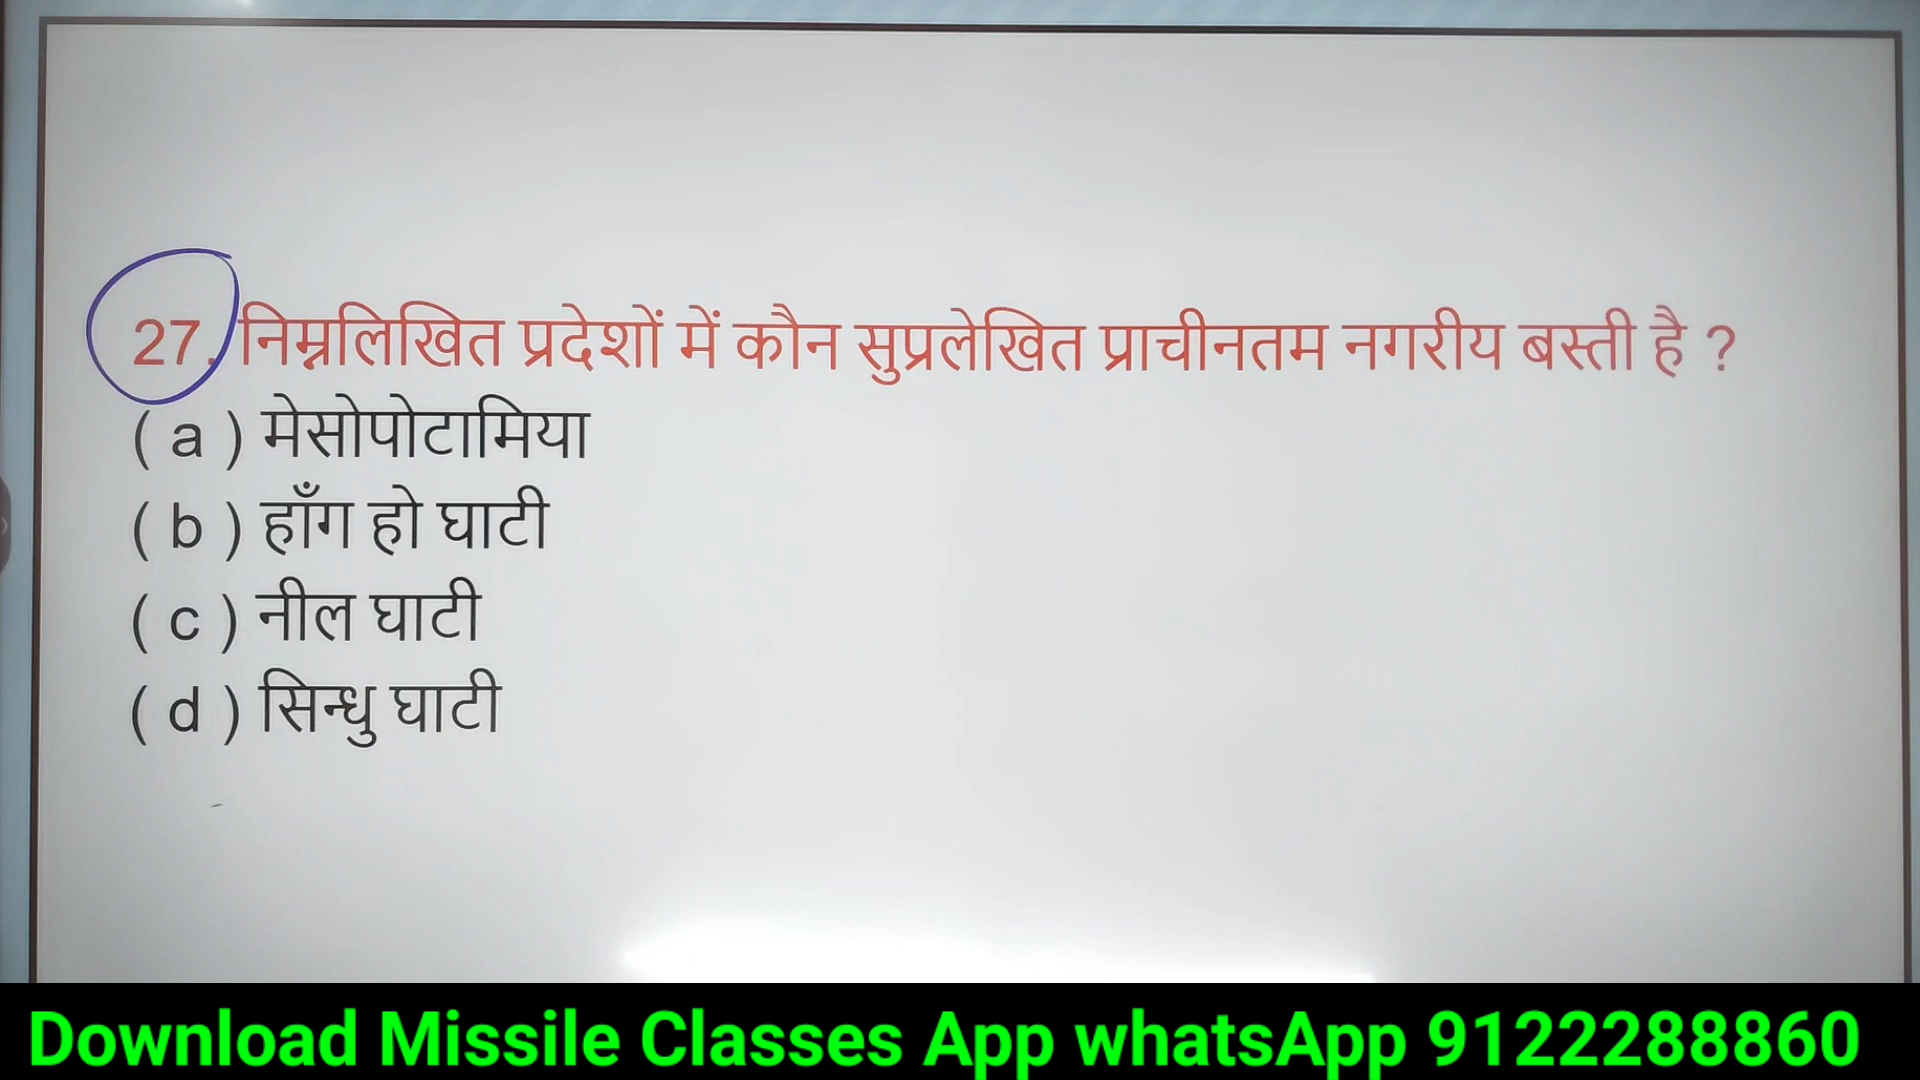 27. निम्नलिखित प्रदेशों में कौन सुप्रलेखित प्राचीनतम नगरीय बस्ती है ?
( a ) मेसोपोटामिया
( b ) हाँग हो घाटी
( c ) नील घाटी
( d ) सिन्धु घाटी
Download Missile Classes App whatsApp 9122288860